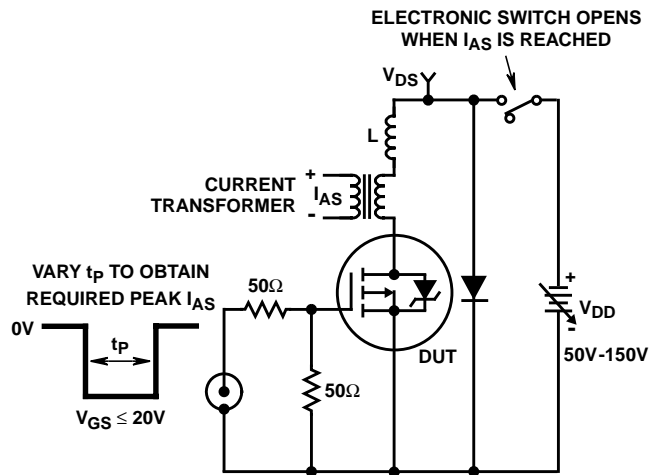 ELECTRONIC SWITCH OPENS
WHEN IAS IS REACHED
VDS
L
+
CURRENT
TRANSFORMER
IAS
-
VARY tP TO OBTAIN
REQUIRED PEAK IAS
50Ω
0V
tP
VGS ≤ 20V
50Ω
DUT
+
VDD
-
50V-150V